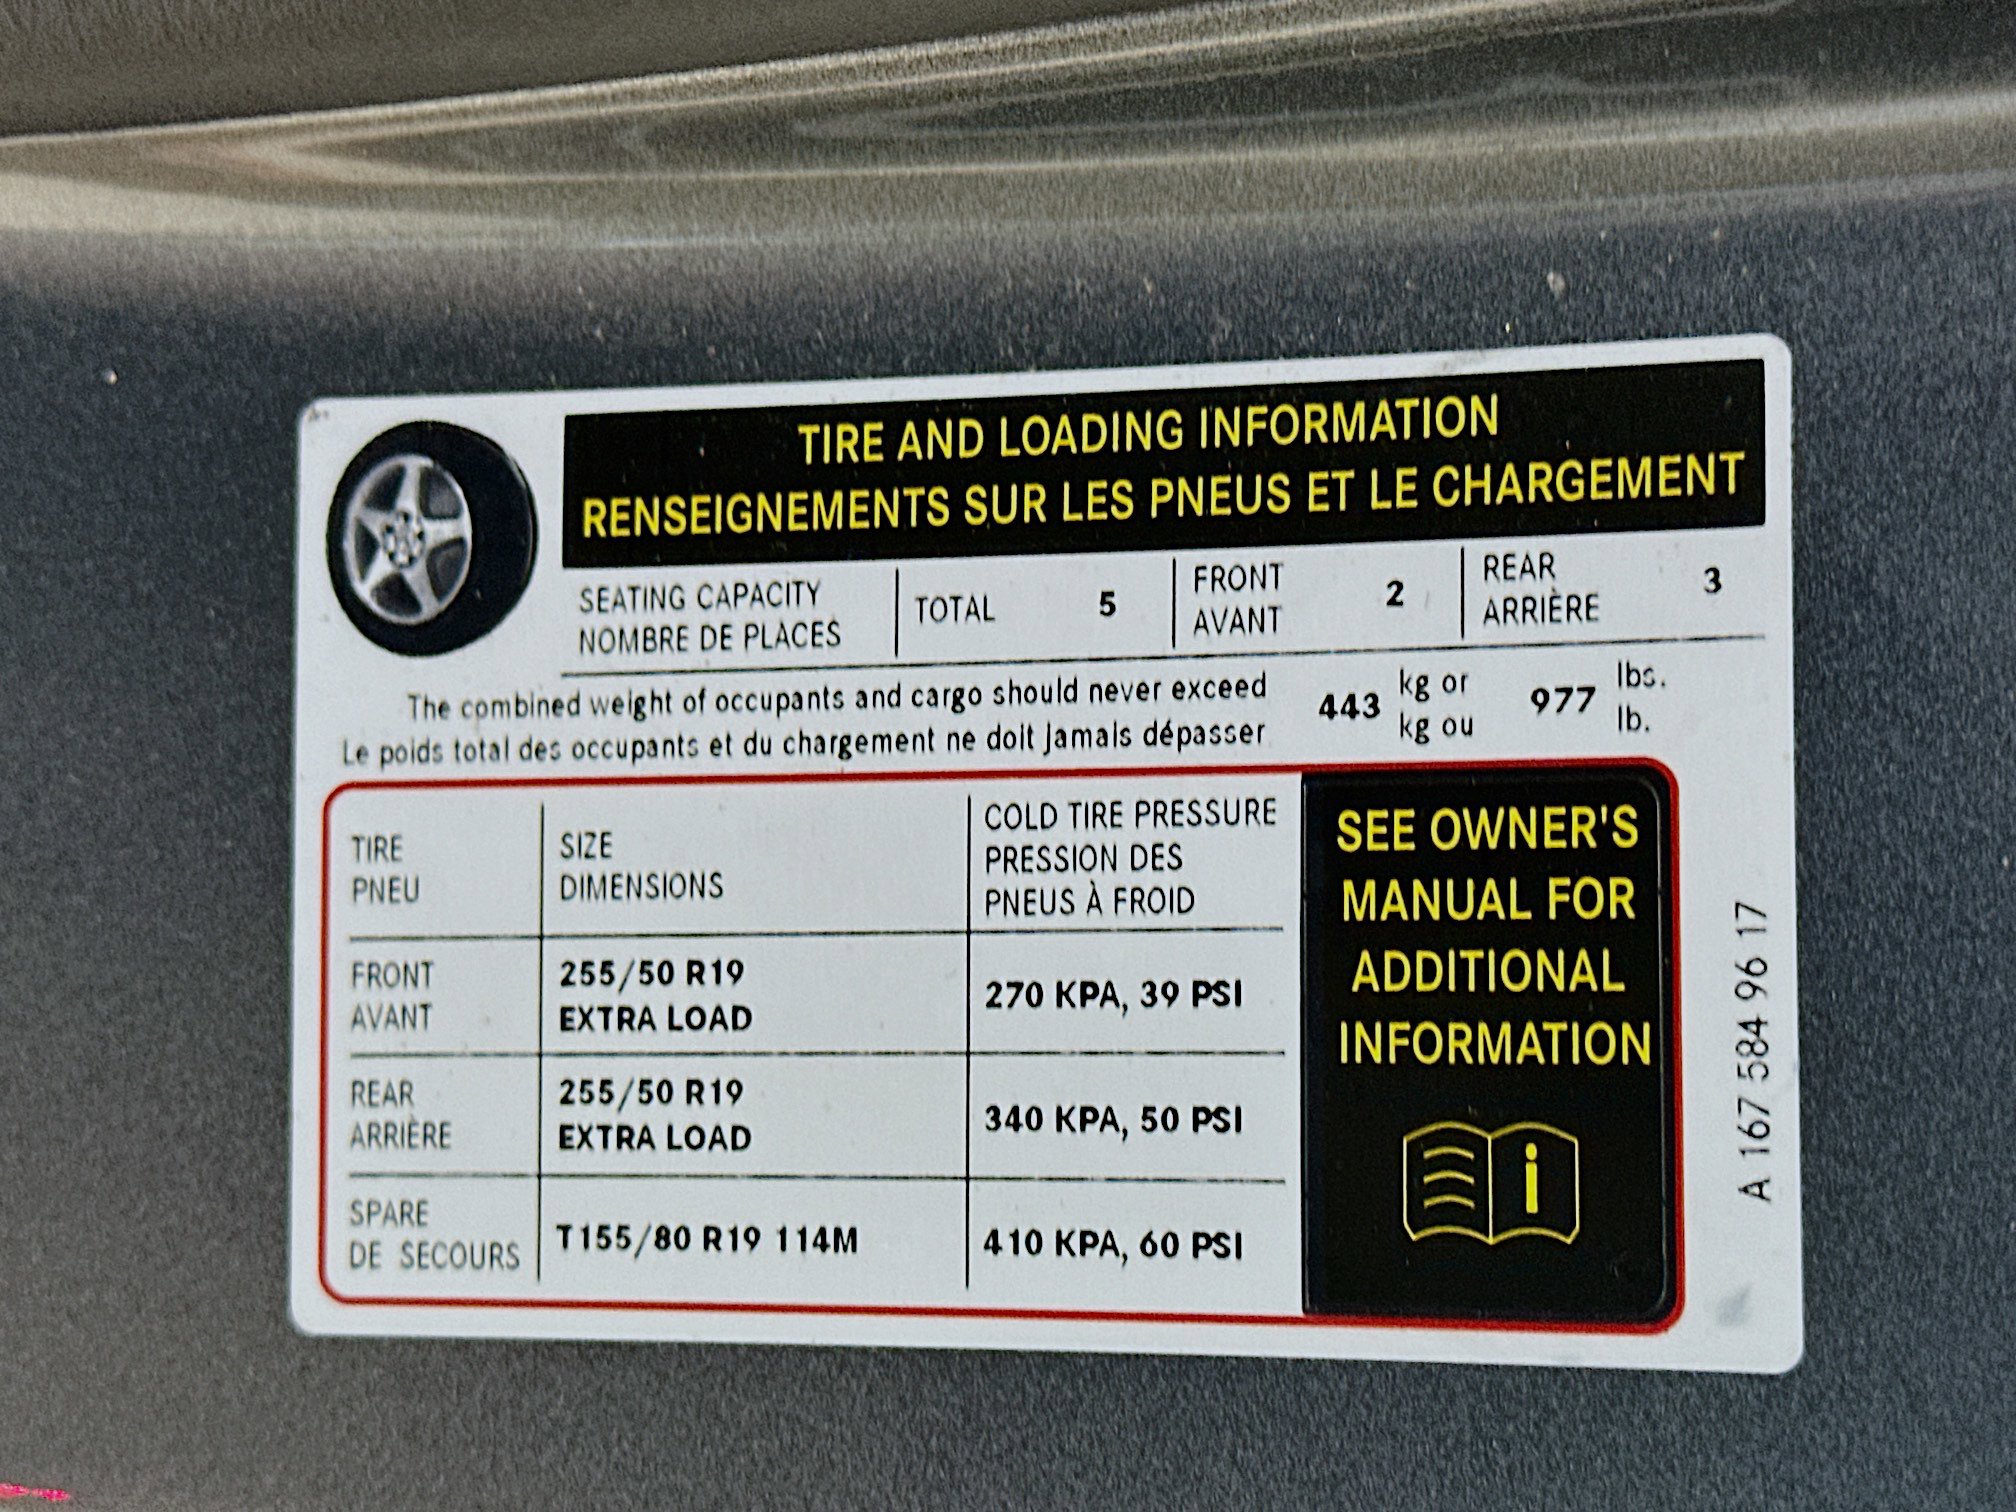 TIRE AND LOADING INFORMATION
RENSEIGNEMENTS SUR LES PNEUS ET LE CHARGEMENT
SEATING CAPACITY
NOMBRE DE PLACES
TOTAL 5
FRONT
AVANT
2
REAR
ARRIÈRE
3
The combined weight of occupants and cargo should never exceed
Le poids total des occupants et du chargement ne doit jamais dépasser
443
kg or
kg ou
977
lbs.
lb.
TIRE
PNEU
SIZE
DIMENSIONS
COLD TIRE PRESSURE
PRESSION DES
PNEUS À FROID
FRONT
AVANT
255/50 R19
EXTRA LOAD
270 KPA, 39 PSI
REAR
ARRIÈRE
255/50 R19
EXTRA LOAD
340 KPA, 50 PSI
SPARE
DE SECOURS
T155/80 R19 114M
410 KPA, 60 PSI
SEE OWNER'S
MANUAL FOR
ADDITIONAL
INFORMATION
i
A 167 584 96 17